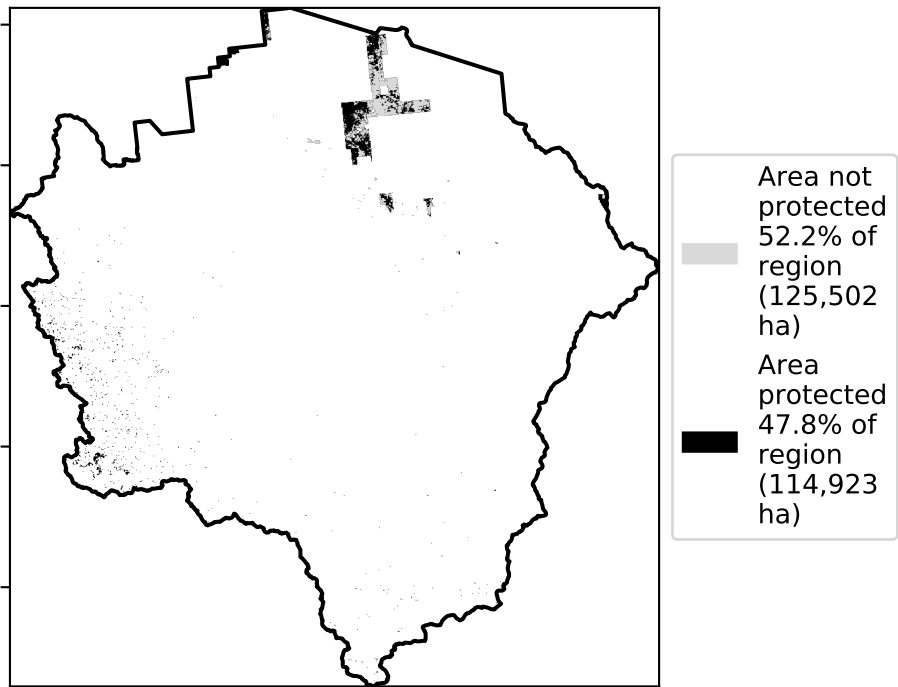 Area not
protected
52.2% of
region
(125,502
ha)
Area
protected
47.8% of
region
(114,923
ha)